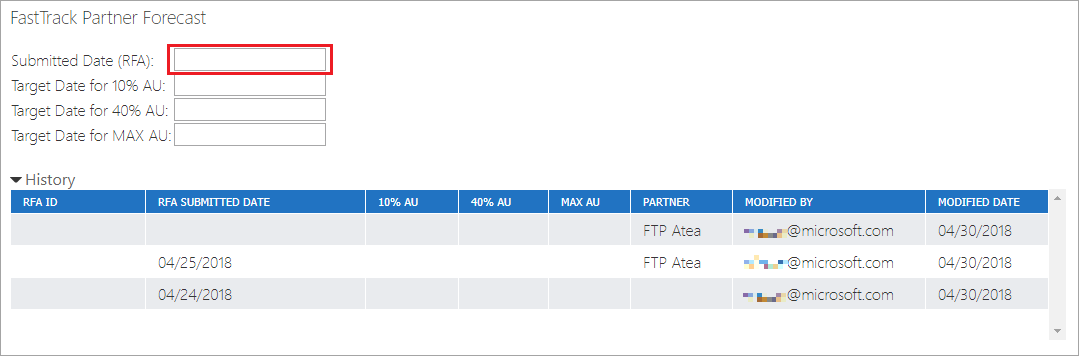 FastTrack Partner Forecast
Submitted Date (RFA):
Target Date for 10% AU:
Target Date for 40% AU:
Target Date for MAX AU:
History
RFA ID RFA SUBMITTED DATE 10% AU 40% AU MAX AU PARTNER MODIFIED BY MODIFIED DATE
FTP Atea @microsoft.com 04/30/2018
04/25/2018 FTP Atea @microsoft.com 04/30/2018
04/24/2018 @microsoft.com 04/30/2018